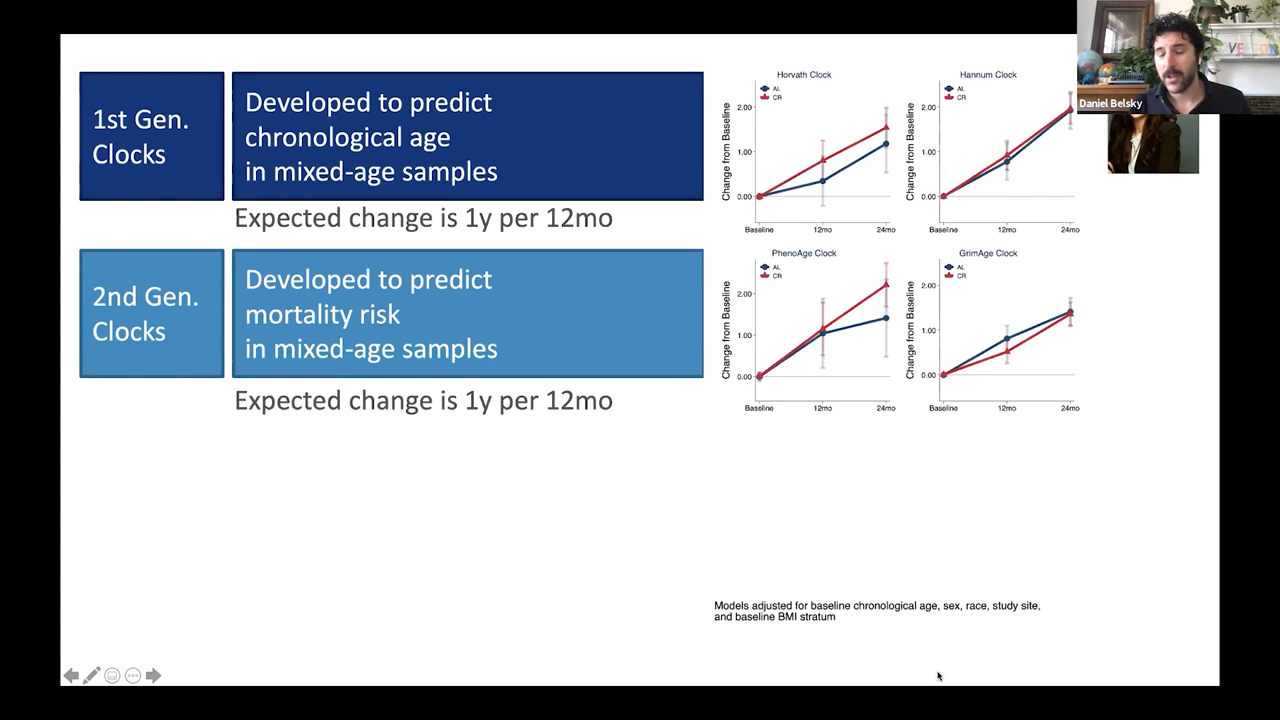 1st Gen.
Clocks
Developed to predict
chronological age
in mixed-age samples
Expected change is 1y per 12mo
2nd Gen.
Clocks
Developed to predict
mortality risk
in mixed-age samples
Expected change is 1y per 12mo
Horvath Clock
AL
CR
Change from Baseline
2.00
1.00
0.00
Baseline 12mo 24mo
Hannum Clock
AL
CR
Change from Baseline
2.00
1.00
0.00
Baseline 12mo 24mo
PhenoAge Clock
AL
CR
Change from Baseline
2.00
1.00
0.00
Baseline 12mo 24mo
GrimAge Clock
AL
CR
Change from Baseline
2.00
1.00
0.00
Baseline 12mo 24mo
Models adjusted for baseline chronological age, sex, race, study site,
and baseline BMI stratum
Daniel Belsky